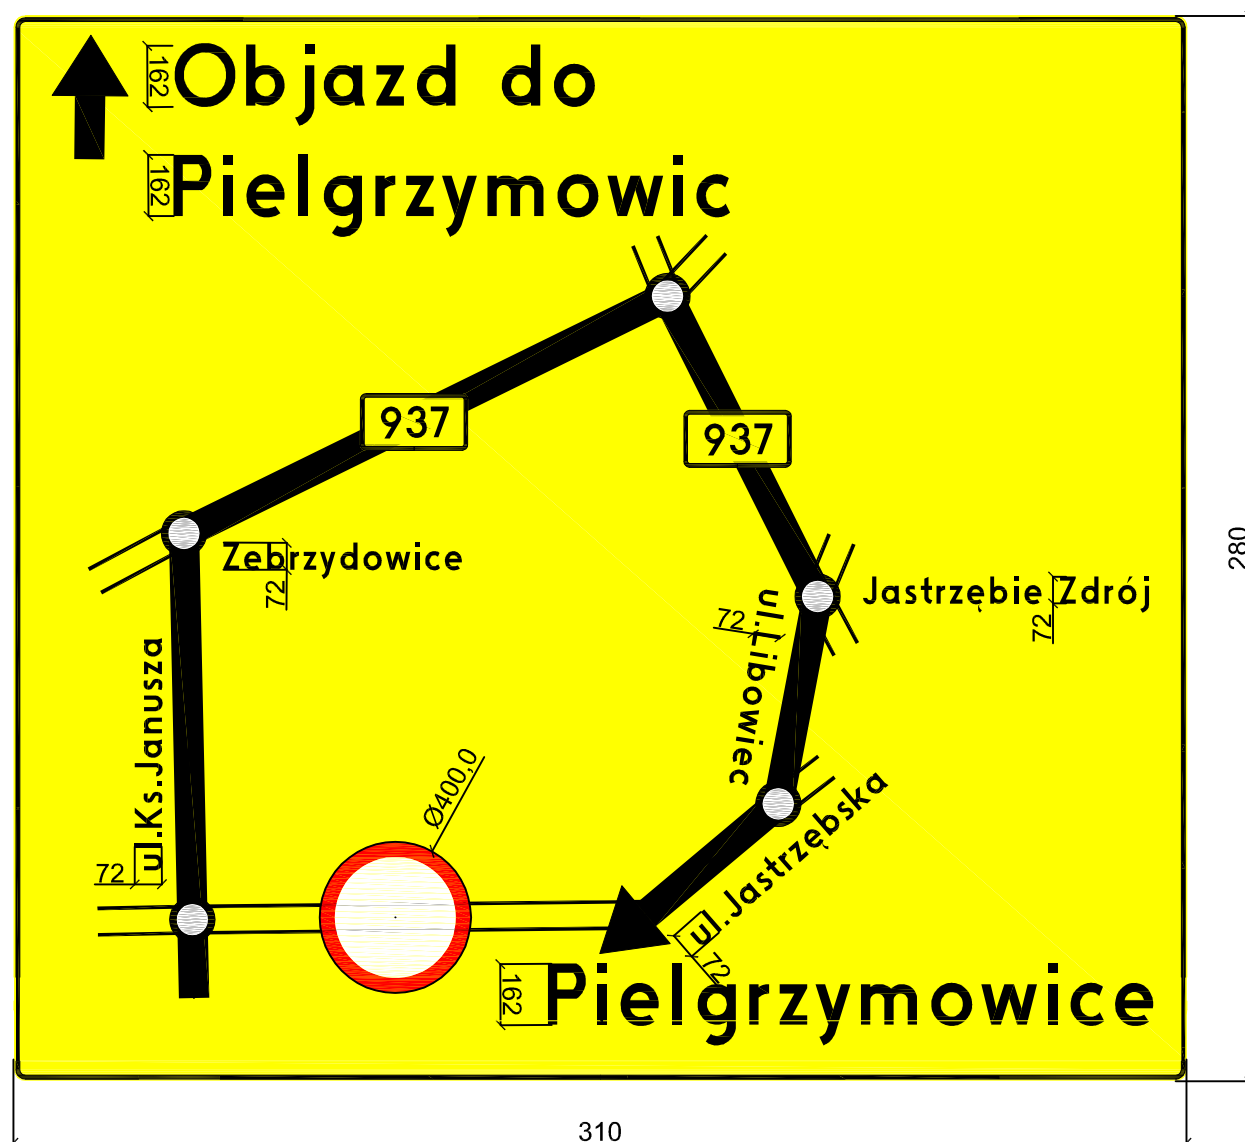 Objazd do
162
Pielgrzymowic
162
937
937
Zebrzydowice
72
Jastrzębie Zdrój
72
280
ul.Libowiec
72
ul.Ks.Janusza
72
Ø400,0
ul.Jastrzębska
72
Pielgrzymowice
162
310